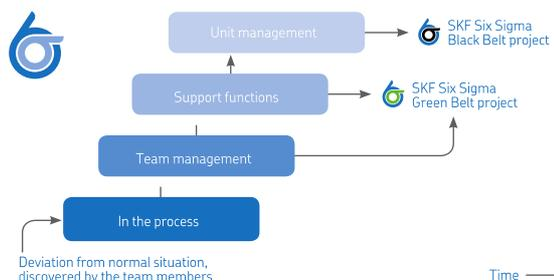 Unit management
SKF Six Sigma
Black Belt project
Support functions
SKF Six Sigma
Green Belt project
Team management
In the process
Deviation from normal situation,
discovered by the team members
Time